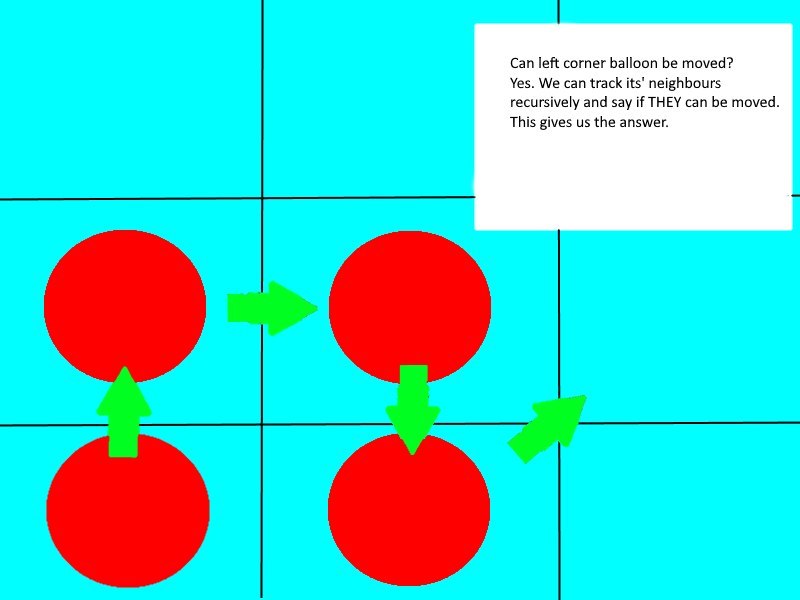 Can left corner balloon be moved?
Yes. We can track its' neighbours
recursively and say if THEY can be moved.
This gives us the answer.